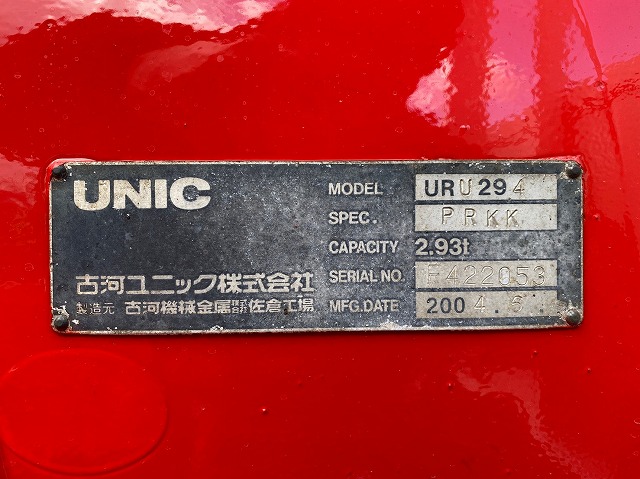 UNIC
MODEL URU294
SPEC. PRKK
CAPACITY 2.93t
古河ユニック株式会社
SERIAL NO. F422053
製造元 古河機械金属株式会社佐倉工場
MFG.DATE 2004.6